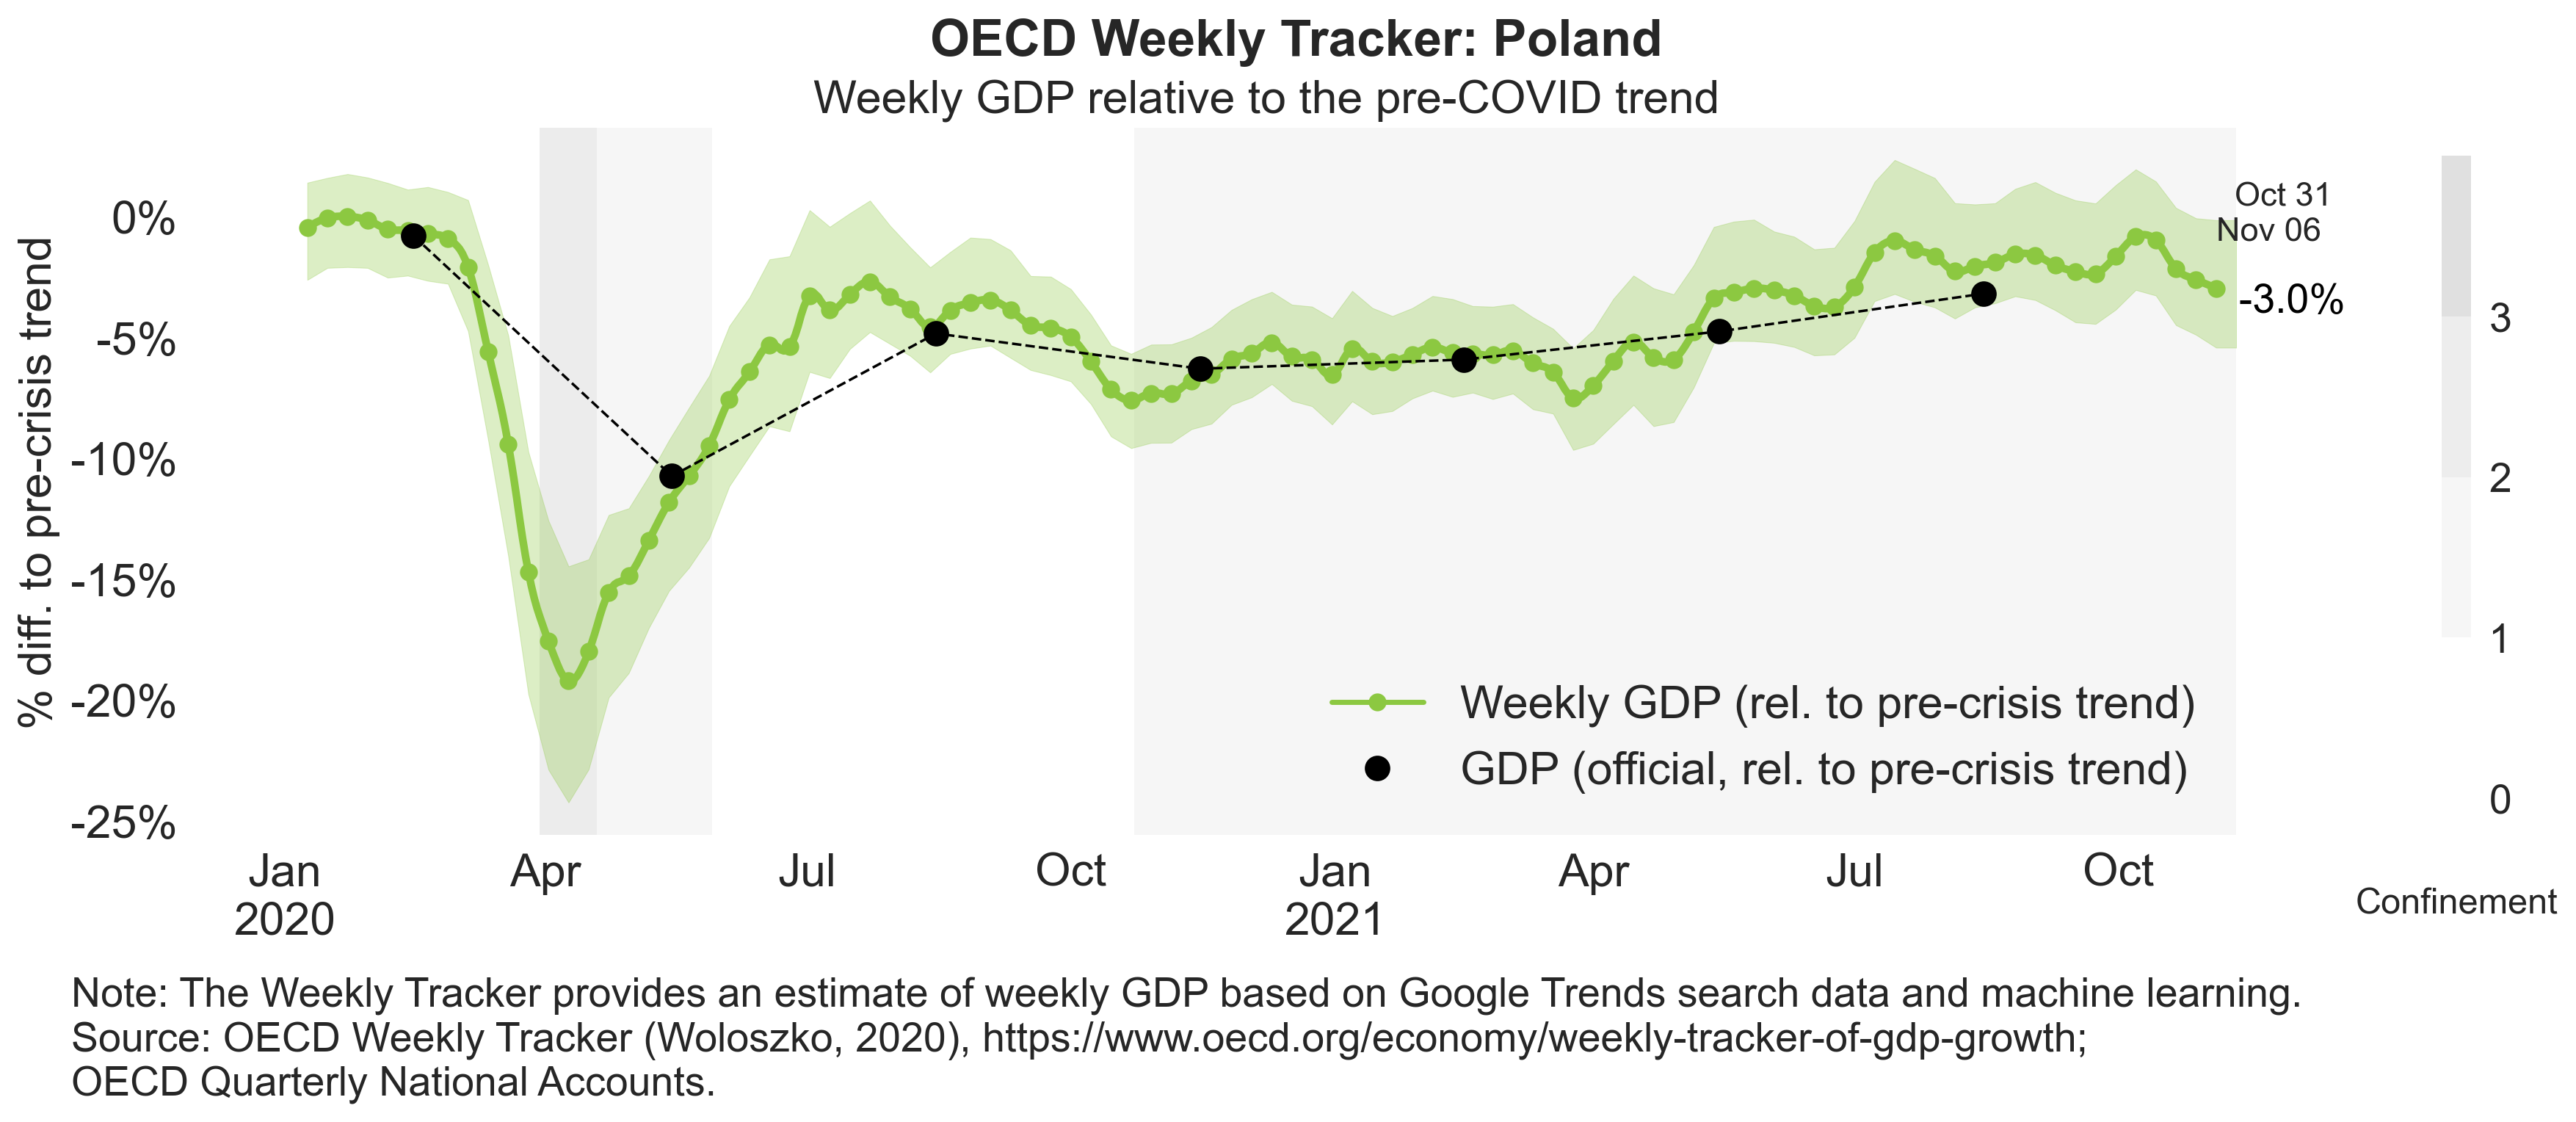 OECD Weekly Tracker: Poland
Weekly GDP relative to the pre-COVID trend
% diff. to pre-crisis trend
0%
-5%
-10%
-15%
-20%
-25%
Oct 31
Nov 06
-3.0%
Weekly GDP (rel. to pre-crisis trend)
GDP (official, rel. to pre-crisis trend)
3
2
1
0
Confinement
Jan Apr Jul Oct Jan Apr Jul Oct
2020 2021
Note: The Weekly Tracker provides an estimate of weekly GDP based on Google Trends search data and machine learning.
Source: OECD Weekly Tracker (Woloszko, 2020), https://www.oecd.org/economy/weekly-tracker-of-gdp-growth;
OECD Quarterly National Accounts.